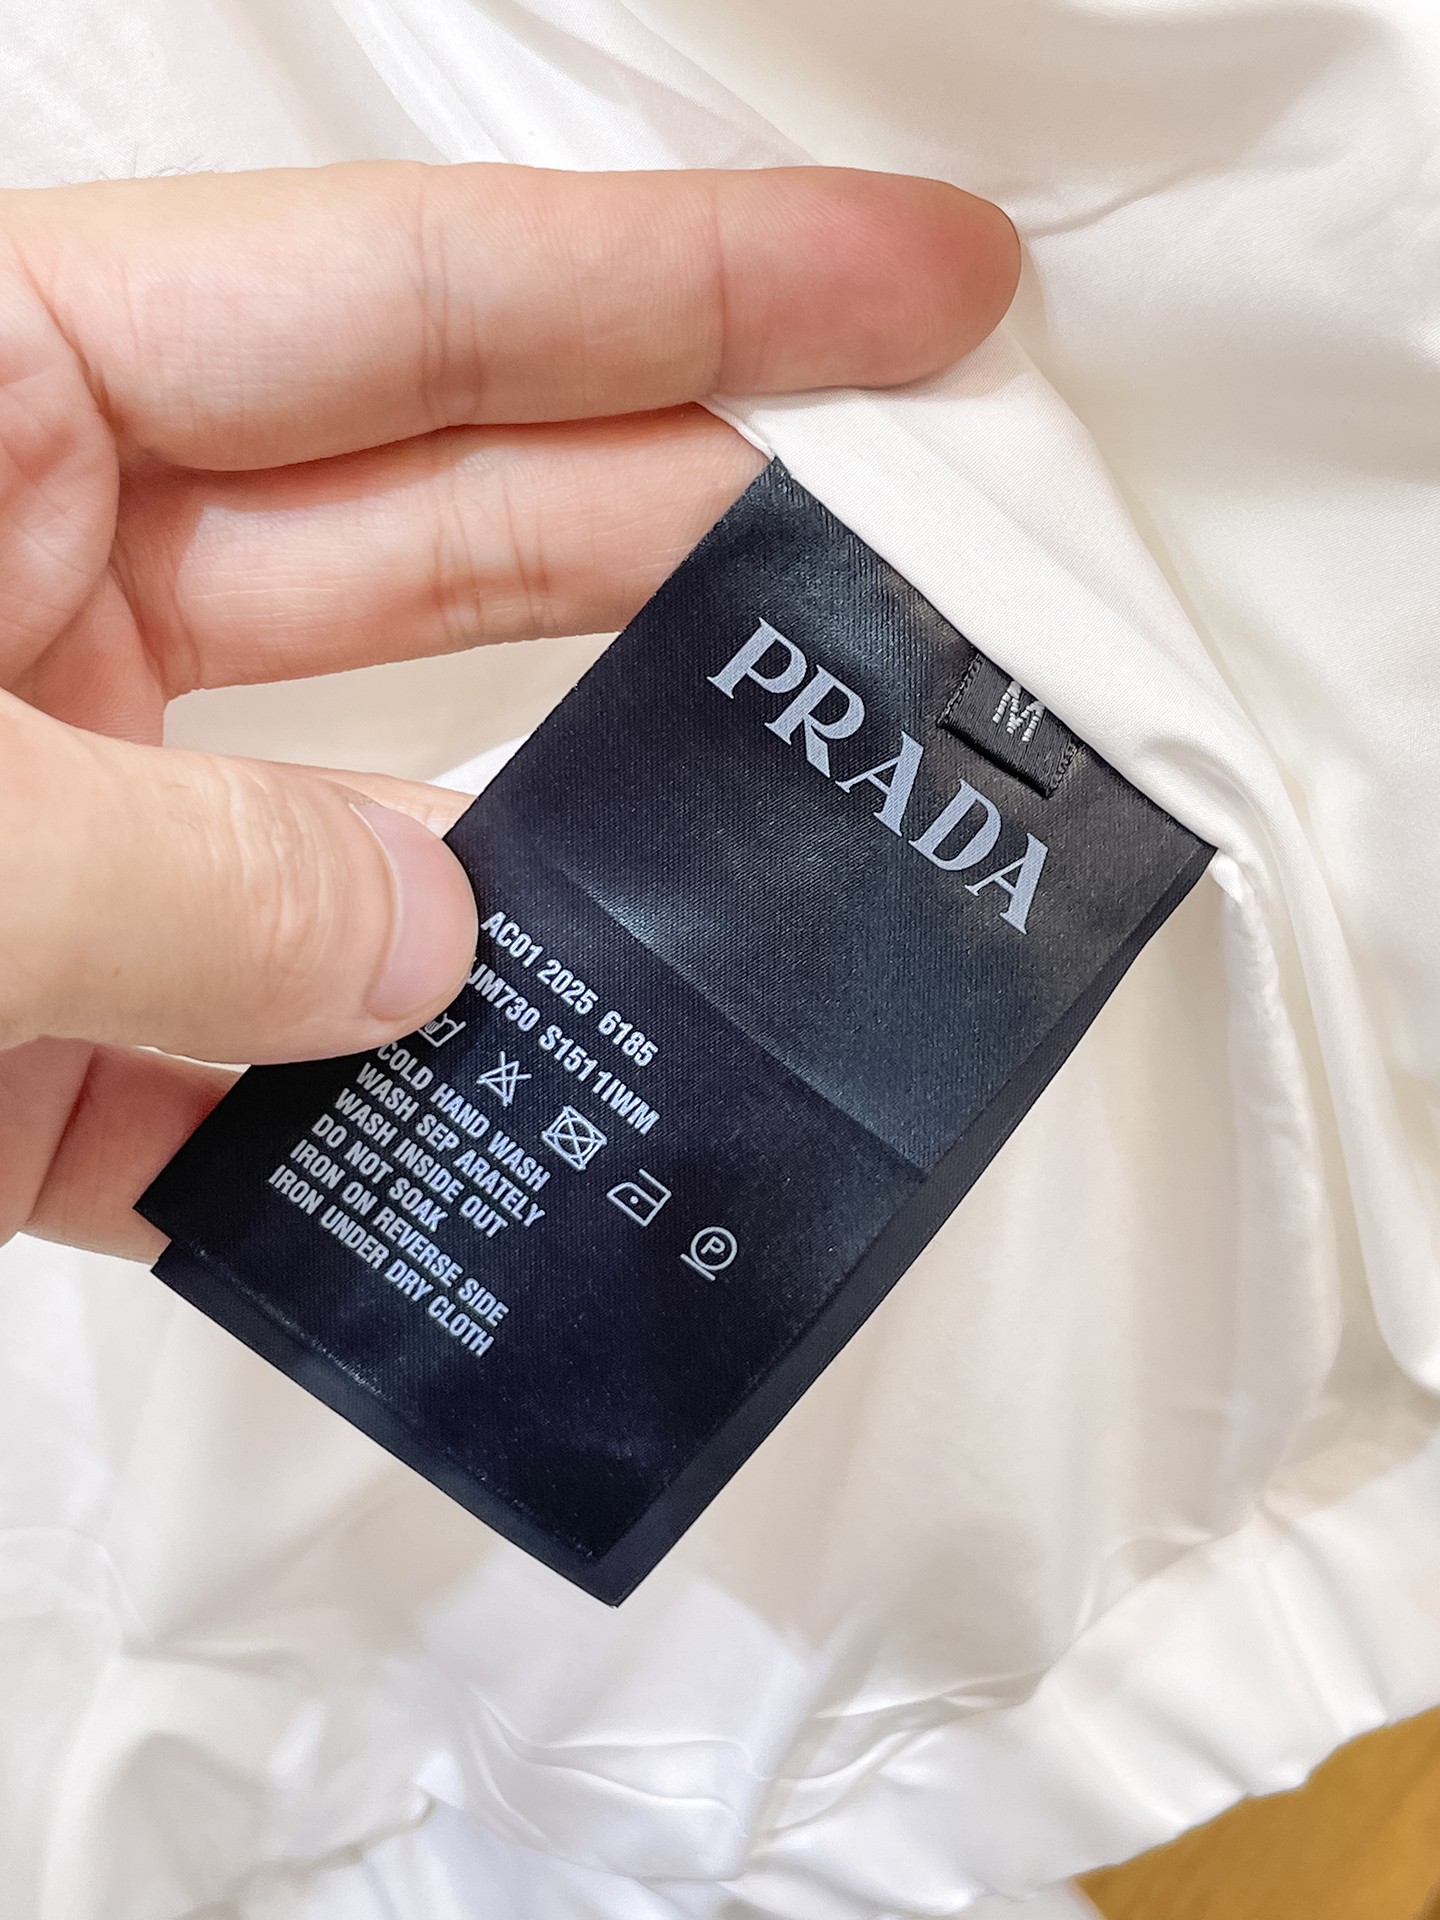 PRADA
M
AC01 2025 6185
UM730 S151 1IWM
P
COLD HAND WASH
WASH SEP ARATELY
WASH INSIDE OUT
DO NOT SOAK
IRON ON REVERSE SIDE
IRON UNDER DRY CLOTH